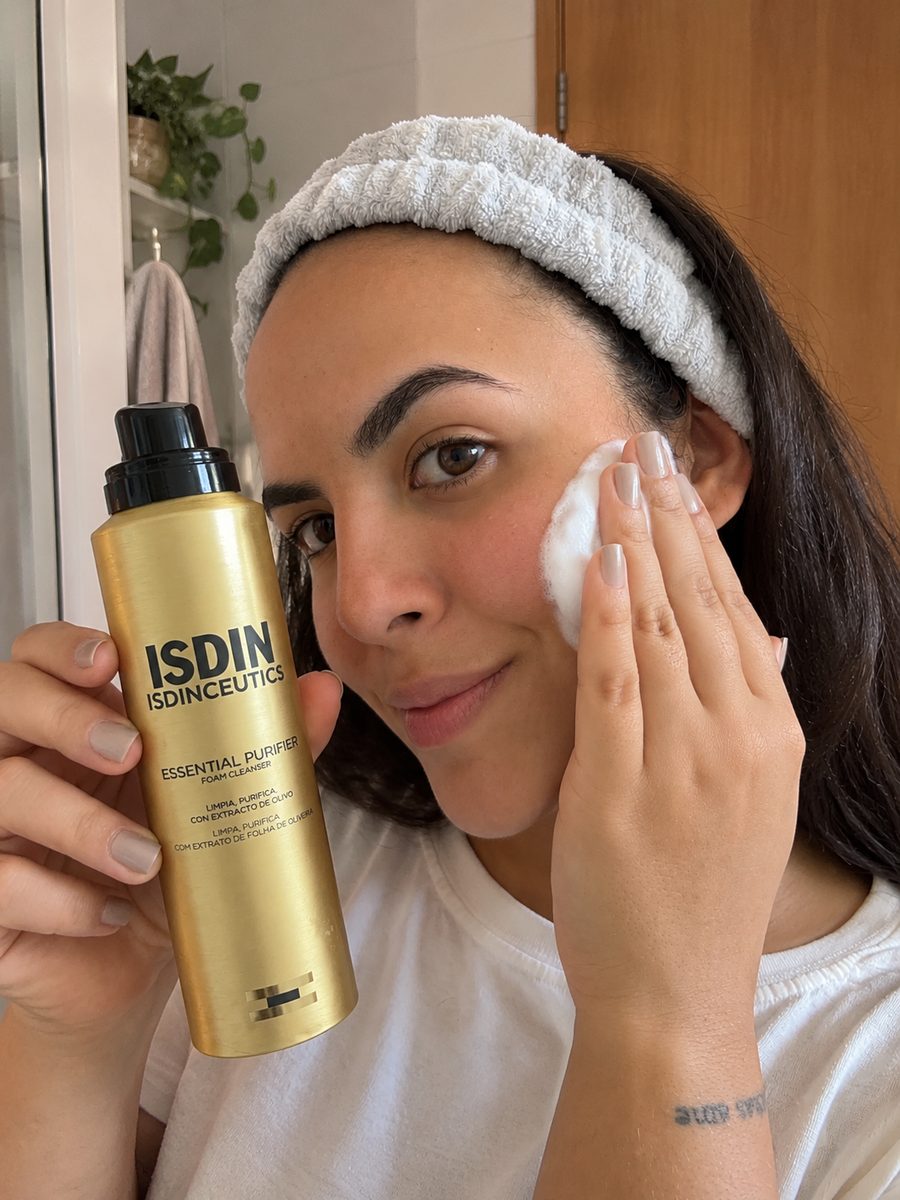 ISDIN
ISDINCEUTICS
ESSENTIAL PURIFIER
FOAM CLEANSER
LIMPIA, PURIFICA,
CON EXTRACTO DE OLIVO
LIMPA, PURIFICA
COM EXTRATO DE FOLHA DE OLIVEIRA